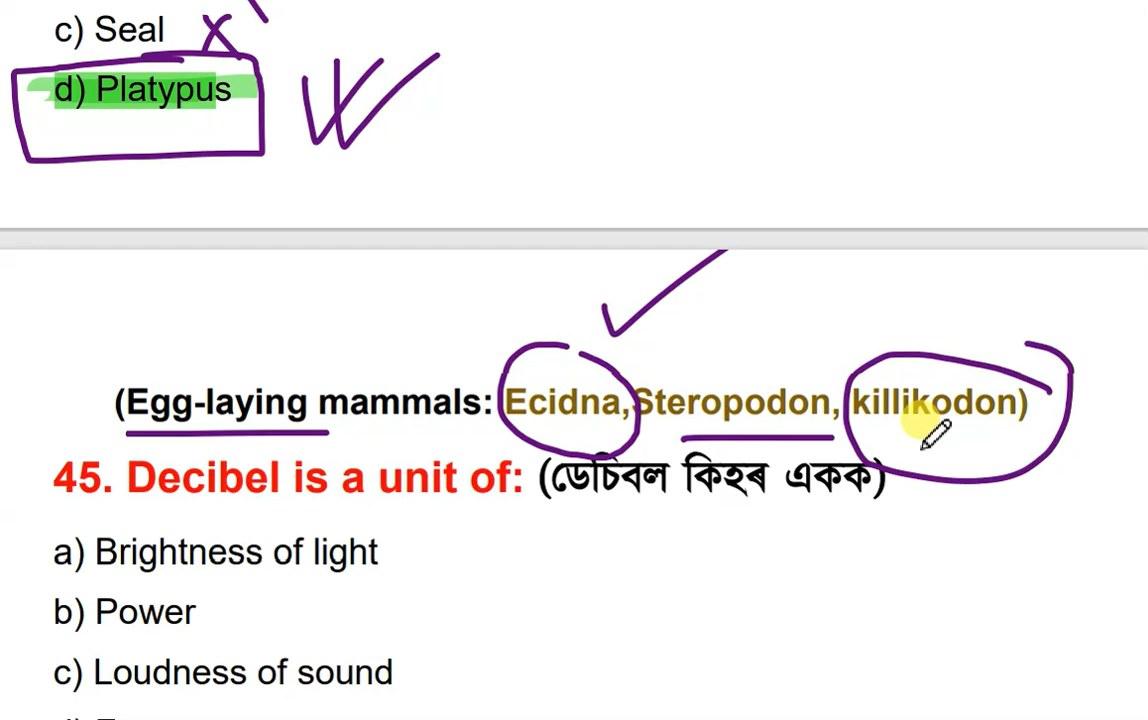 c) Seal
d) Platypus
(Egg-laying mammals: Ecidna,Steropodon, killikodon)
45. Decibel is a unit of: (ডেচিবল কিহৰ একক)
a) Brightness of light
b) Power
c) Loudness of sound